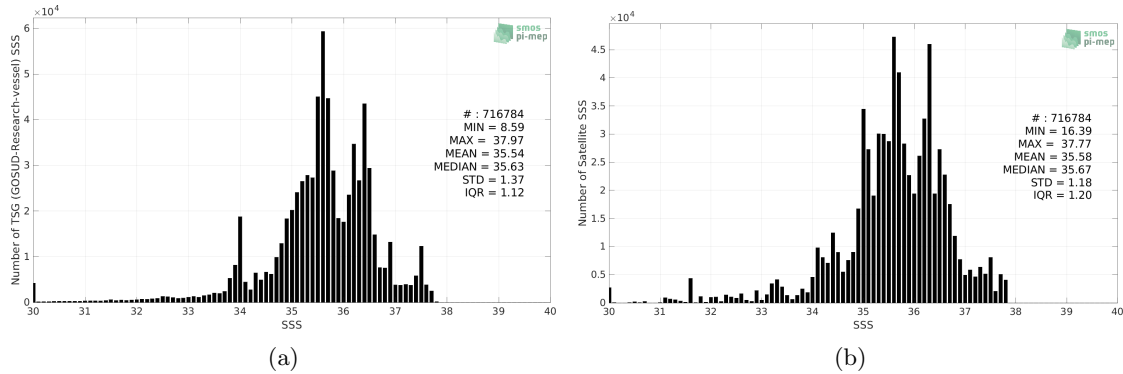 ×10⁴
smos
pi-mep
Number of TSG (GOSUD-Research-vessel) SSS
6
5
4
3
2
1
0
# : 716784
MIN = 8.59
MAX = 37.97
MEAN = 35.54
MEDIAN = 35.63
STD = 1.37
IQR = 1.12
30 31 32 33 34 35 36 37 38 39 40
SSS
(a)
×10⁴
smos
pi-mep
Number of Satellite SSS
4.5
4
3.5
3
2.5
2
1.5
1
0.5
0
# : 716784
MIN = 16.39
MAX = 37.77
MEAN = 35.58
MEDIAN = 35.67
STD = 1.18
IQR = 1.20
30 31 32 33 34 35 36 37 38 39 40
SSS
(b)